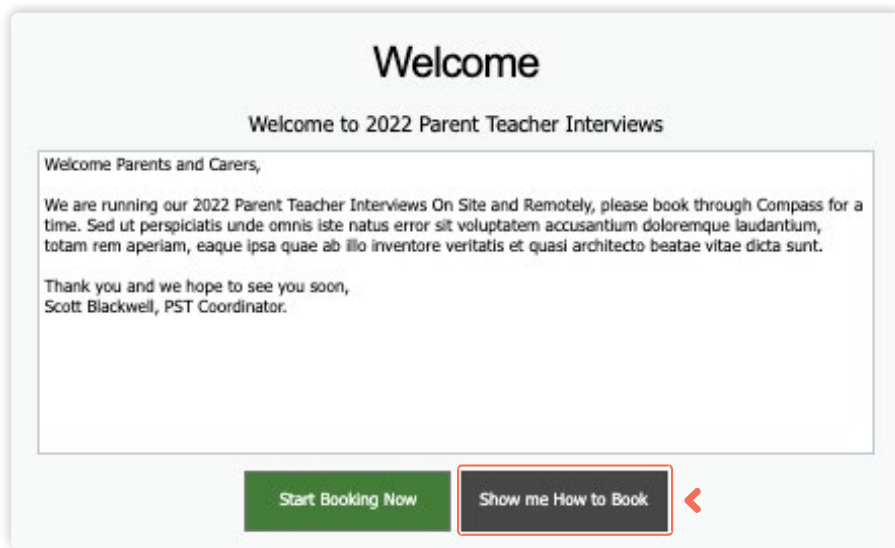 Welcome
Welcome to 2022 Parent Teacher Interviews
Welcome Parents and Carers,
We are running our 2022 Parent Teacher Interviews On Site and Remotely, please book through Compass for a
time. Sed ut perspiciatis unde omnis iste natus error sit voluptatem accusantium doloremque laudantium,
totam rem aperiam, eaque ipsa quae ab illo inventore veritatis et quasi architecto beatae vitae dicta sunt.
Thank you and we hope to see you soon,
Scott Blackwell, PST Coordinator.
Start Booking Now
Show me How to Book